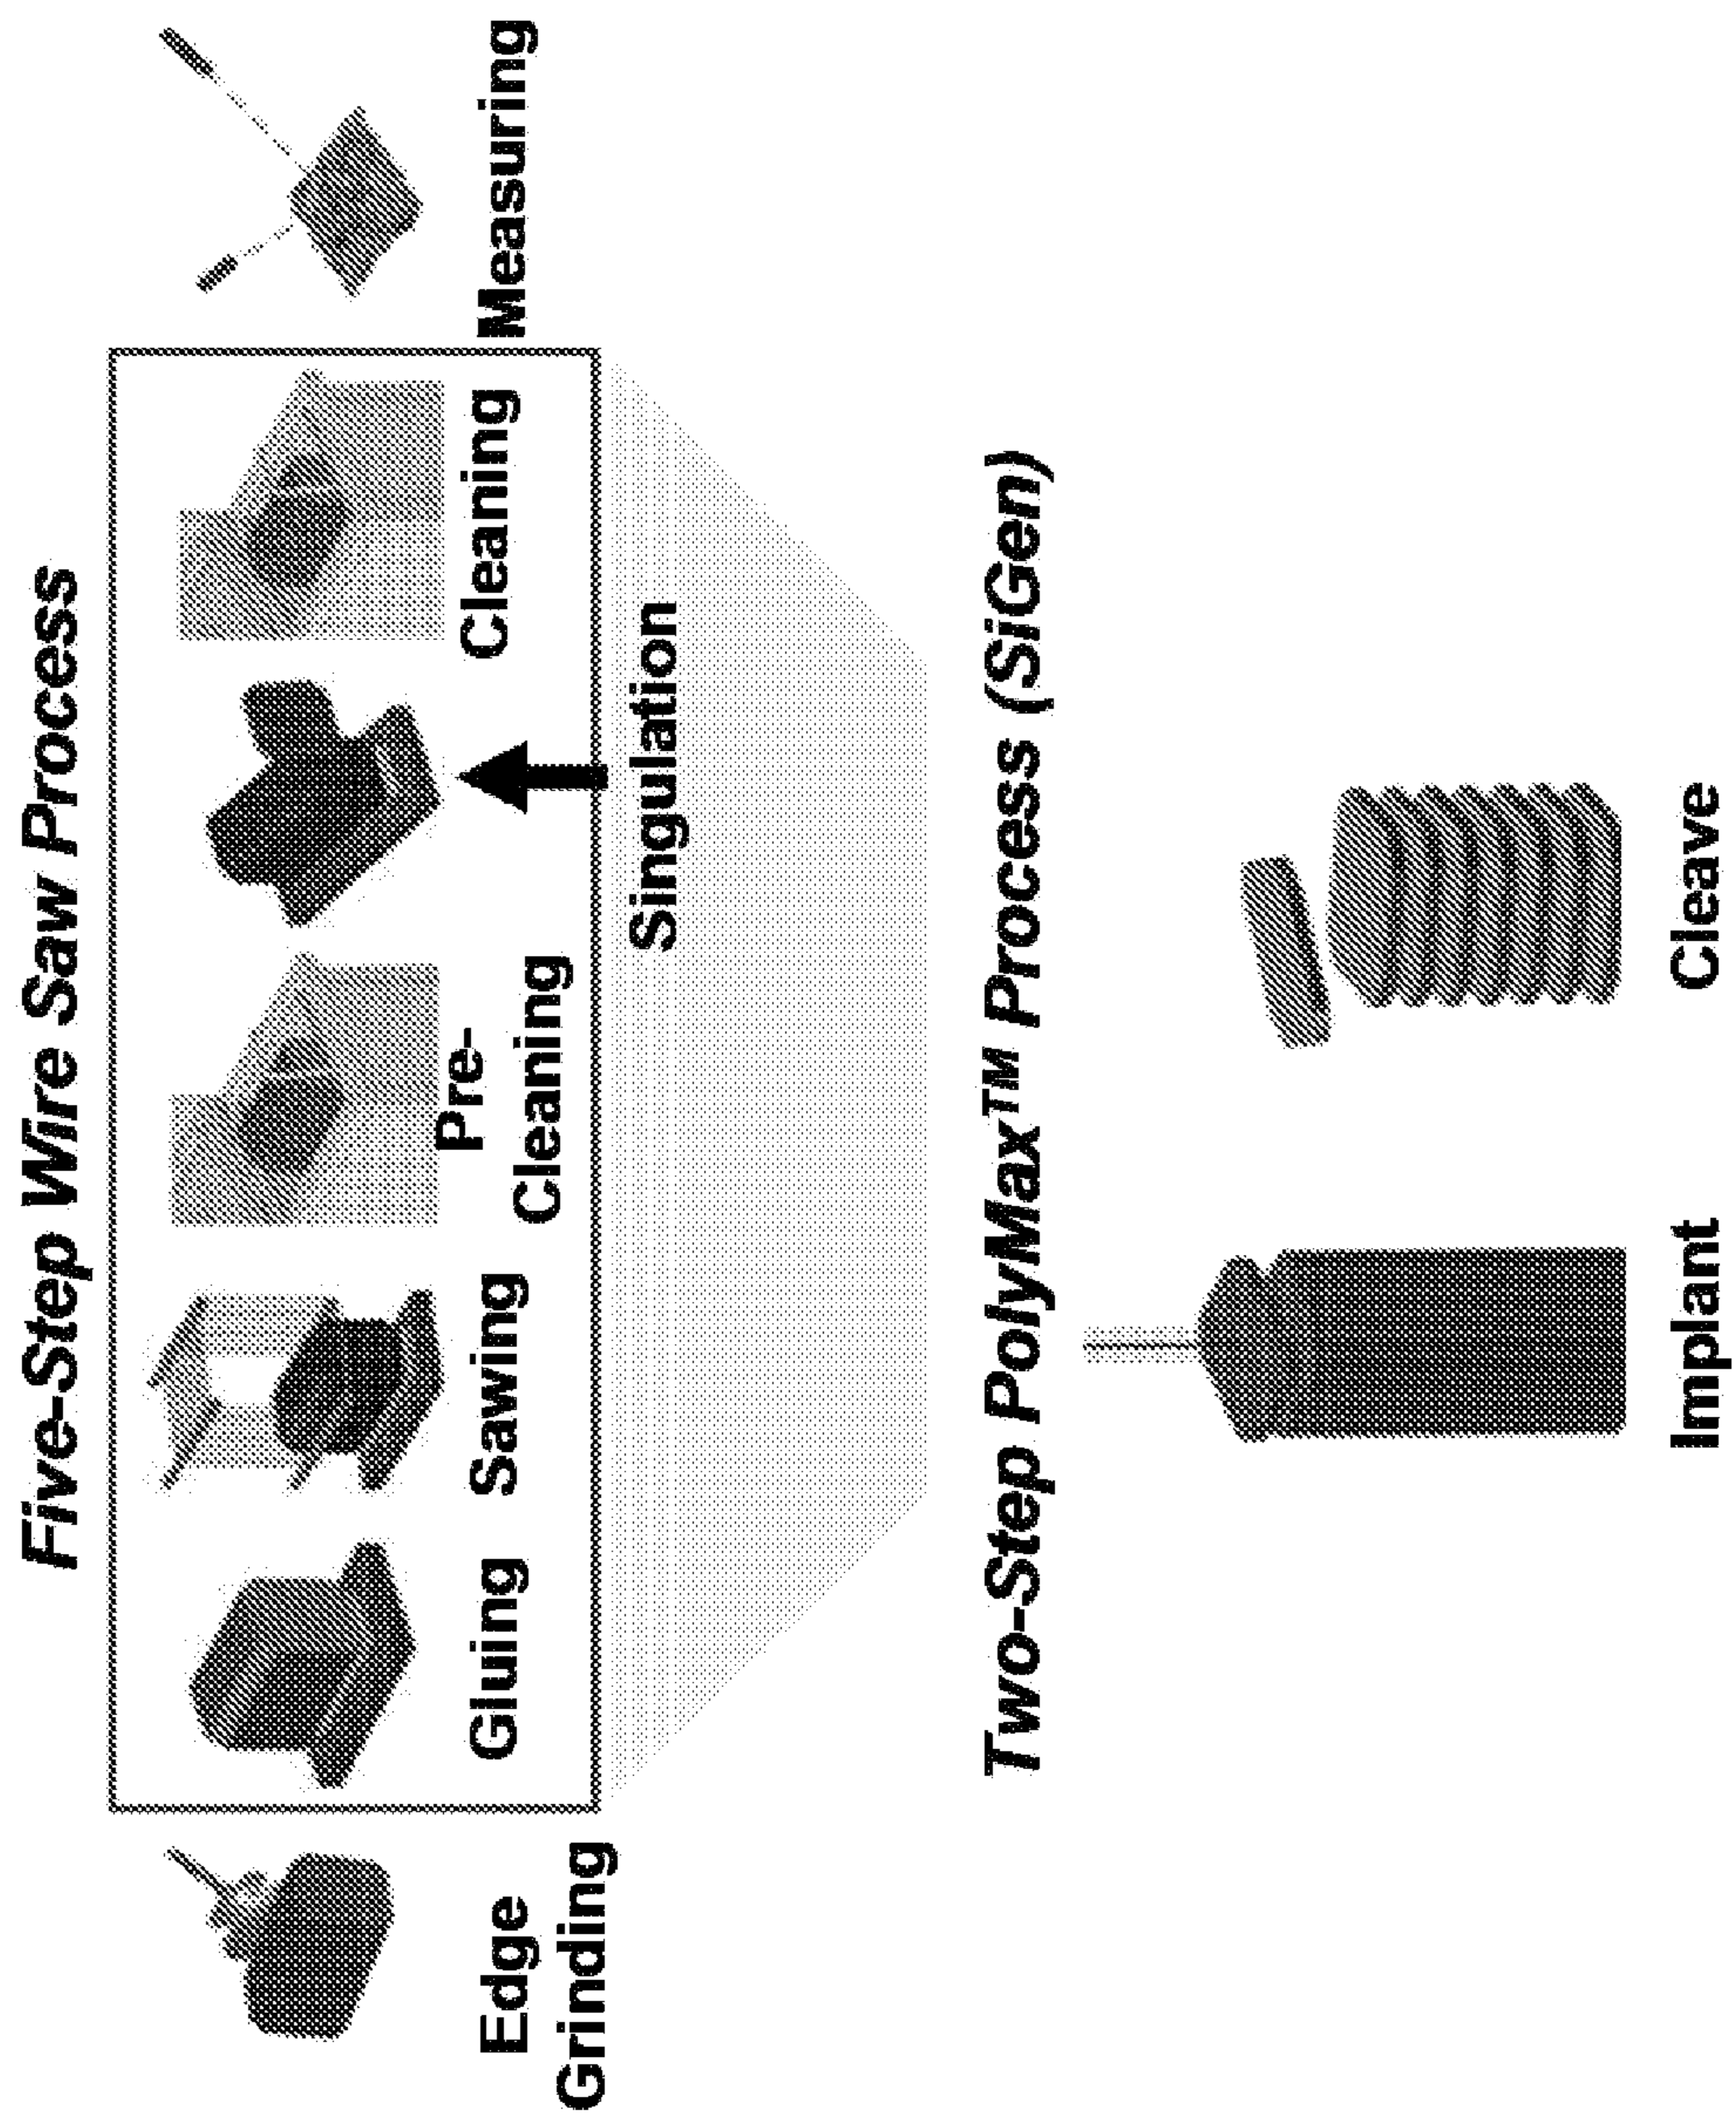 Five-Step Wire Saw Process
Edge
Grinding
Gluing
Sawing
Pre-
Cleaning
Singulation
Cleaning
Measuring
Two-Step PolyMax™ Process (SiGen)
Implant
Cleave